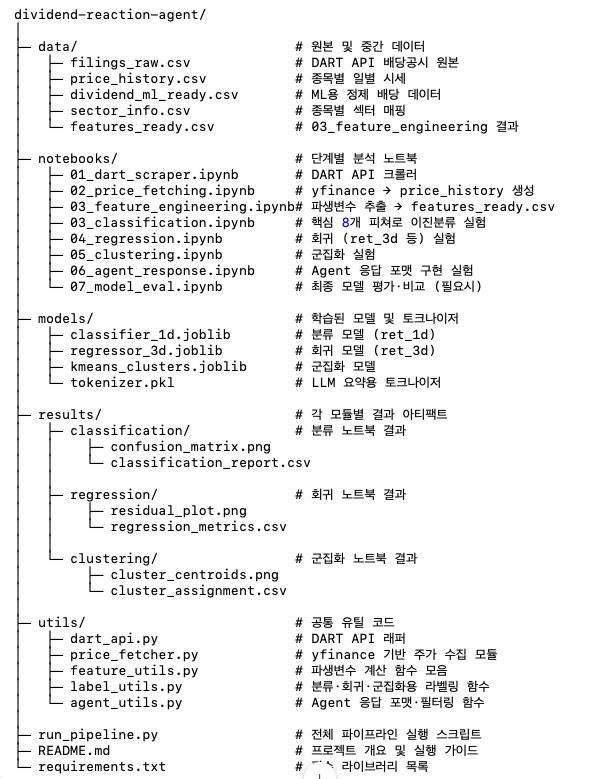 dividend-reaction-agent/
│
├─ data/ # 원본 및 중간 데이터
│ ├─ filings_raw.csv # DART API 배당공시 원본
│ ├─ price_history.csv # 종목별 일별 시세
│ ├─ dividend_ml_ready.csv # ML용 정제 배당 데이터
│ ├─ sector_info.csv # 종목별 섹터 매핑
│ └─ features_ready.csv # 03_feature_engineering 결과
│
├─ notebooks/ # 단계별 분석 노트북
│ ├─ 01_dart_scraper.ipynb # DART API 크롤러
│ ├─ 02_price_fetching.ipynb # yfinance → price_history 생성
│ ├─ 03_feature_engineering.ipynb# 파생변수 추출 → features_ready.csv
│ ├─ 03_classification.ipynb # 핵심 8개 피쳐로 이진분류 실험
│ ├─ 04_regression.ipynb # 회귀 (ret_3d 등) 실험
│ ├─ 05_clustering.ipynb # 군집화 실험
│ ├─ 06_agent_response.ipynb # Agent 응답 포맷 구현 실험
│ └─ 07_model_eval.ipynb # 최종 모델 평가·비교 (필요시)
│
├─ models/ # 학습된 모델 및 토크나이저
│ ├─ classifier_1d.joblib # 분류 모델 (ret_1d)
│ ├─ regressor_3d.joblib # 회귀 모델 (ret_3d)
│ ├─ kmeans_clusters.joblib # 군집화 모델
│ └─ tokenizer.pkl # LLM 요약용 토크나이저
│
├─ results/ # 각 모듈별 결과 아티팩트
│ ├─ classification/ # 분류 노트북 결과
│ │ ├─ confusion_matrix.png
│ │ └─ classification_report.csv
│ │
│ ├─ regression/ # 회귀 노트북 결과
│ │ ├─ residual_plot.png
│ │ └─ regression_metrics.csv
│ │
│ └─ clustering/ # 군집화 노트북 결과
│ ├─ cluster_centroids.png
│ └─ cluster_assignment.csv
│
├─ utils/ # 공통 유틸 코드
│ ├─ dart_api.py # DART API 래퍼
│ ├─ price_fetcher.py # yfinance 기반 주가 수집 모듈
│ ├─ feature_utils.py # 파생변수 계산 함수 모음
│ ├─ label_utils.py # 분류·회귀·군집화용 라벨링 함수
│ └─ agent_utils.py # Agent 응답 포맷·필터링 함수
│
├─ run_pipeline.py # 전체 파이프라인 실행 스크립트
├─ README.md # 프로젝트 개요 및 실행 가이드
└─ requirements.txt # 라이브러리 목록